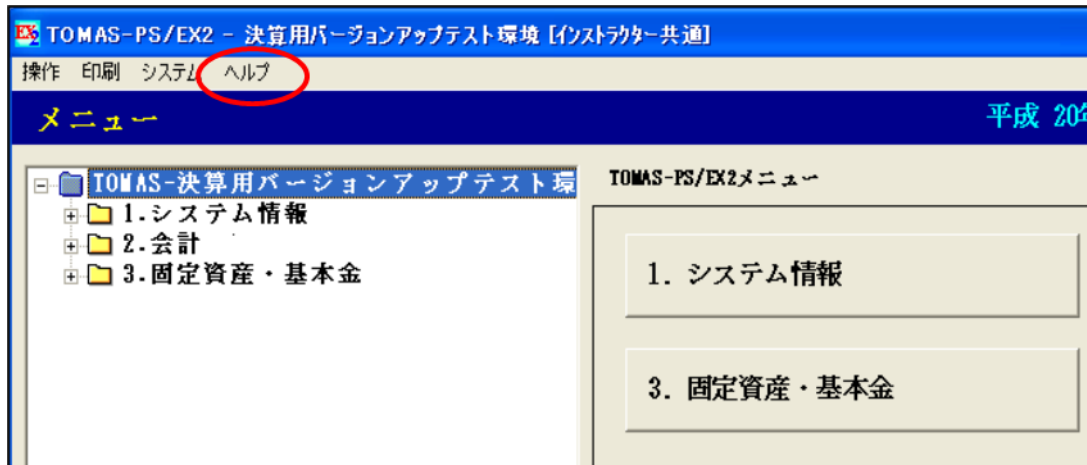 TOMAS-PS/EX2 - 決算用バージョンアップテスト環境 [インストラクター共通]
操作 印刷 システム ヘルプ
メニュー
平成 20年
TOMAS-決算用バージョンアップテスト環
1.システム情報
2.会計
3.固定資産・基本金
TOMAS-PS/EX2メニュー
1. システム情報
3. 固定資産・基本金